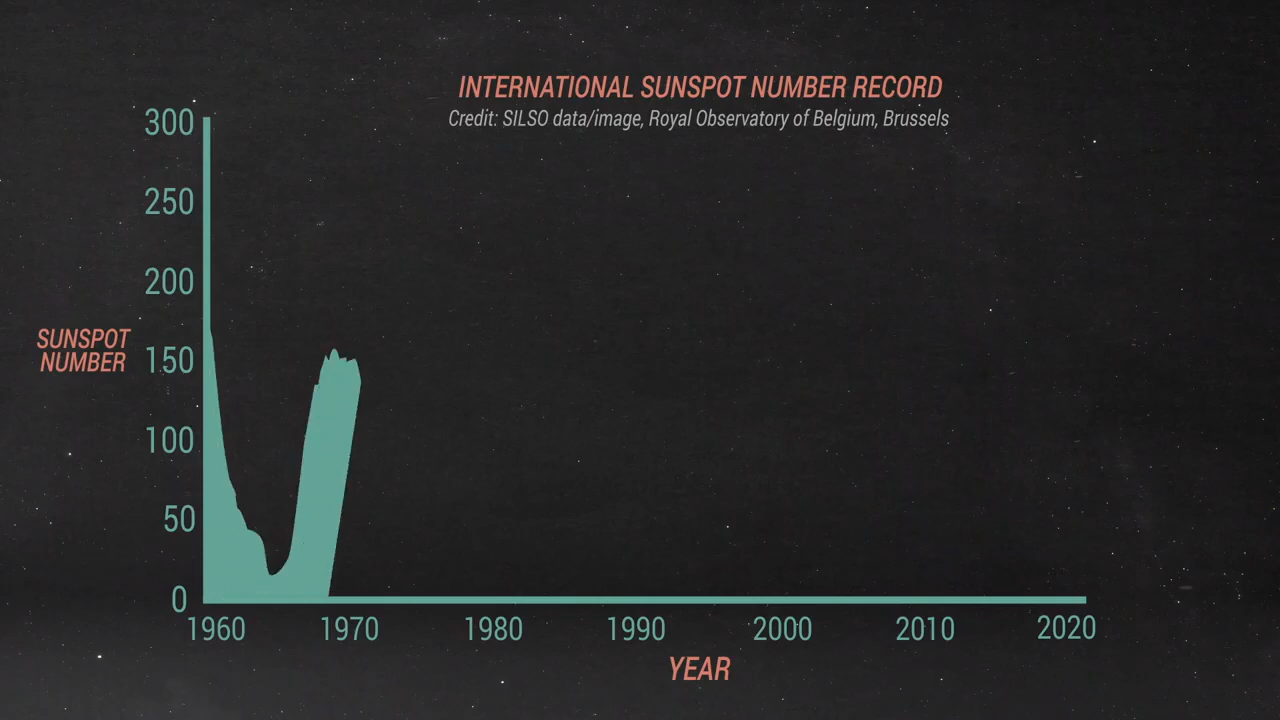 INTERNATIONAL SUNSPOT NUMBER RECORD
Credit: SILSO data/image, Royal Observatory of Belgium, Brussels
300
250
200
SUNSPOT
NUMBER
150
100
50
0
1960 1970 1980 1990 2000 2010 2020
YEAR